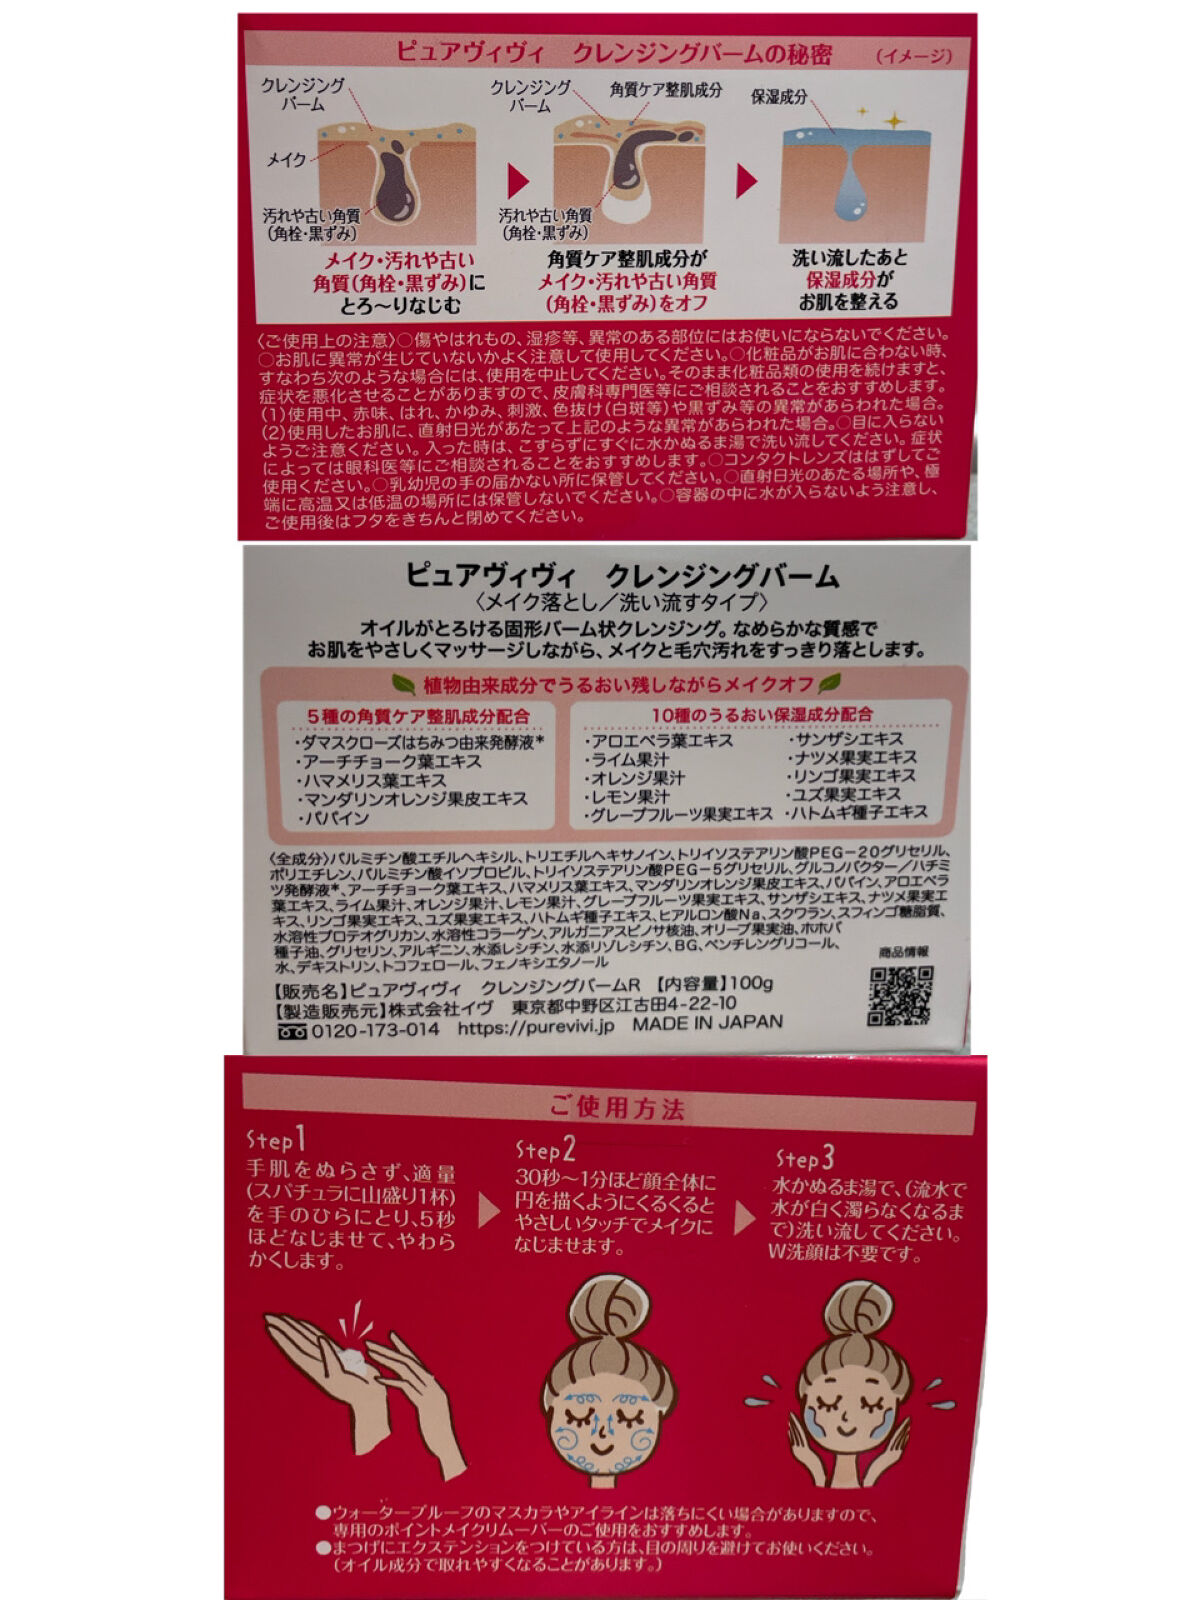 ピュアヴィヴィ クレンジングバームの秘密 (イメージ)
クレンジング
バーム
メイク
汚れや古い角質
(角栓・黒ずみ)
メイク・汚れや古い
角質(角栓・黒ずみ)に
とろ〜りなじむ
クレンジング
バーム
角質ケア整肌成分
汚れや古い角質
(角栓・黒ずみ)
角質ケア整肌成分が
メイク・汚れや古い角質
(角栓・黒ずみ)をオフ
保湿成分
洗い流したあと
保湿成分が
お肌を整える
〈ご使用上の注意〉○傷やはれもの、湿疹等、異常のある部位にはお使いにならないでください。
○お肌に異常が生じていないかよく注意して使用してください。○化粧品がお肌に合わない時、
すなわち次のような場合には、使用を中止してください。そのまま化粧品類の使用を続けますと、
症状を悪化させることがありますので、皮膚科専門医等にご相談されることをおすすめします。
(1)使用中、赤味、はれ、かゆみ、刺激、色抜け(白斑等)や黒ずみ等の異常があらわれた場合。
(2)使用したお肌に、直射日光があたって上記のような異常があらわれた場合。○目に入らない
ようご注意ください。入った時は、こすらずにすぐに水かぬるま湯で洗い流してください。症状
によっては眼科医等にご相談されることをおすすめします。○コンタクトレンズははずしてご
使用ください。○乳幼児の手の届かない所に保管してください。○直射日光のあたる場所や、極
端に高温又は低温の場所には保管しないでください。○容器の中に水が入らないよう注意し、
ご使用後はフタをきちんと閉めてください。
ピュアヴィヴィ クレンジングバーム
〈メイク落とし/洗い流すタイプ〉
オイルがとろける固形バーム状クレンジング。なめらかな質感で
お肌をやさしくマッサージしながら、メイクと毛穴汚れをすっきり落とします。
植物由来成分でうるおい残しながらメイクオフ
5種の角質ケア整肌成分配合
・ダマスクローズはちみつ由来発酵液*
・アーチチョーク葉エキス
・ハマメリス葉エキス
・マンダリンオレンジ果皮エキス
・パパイン
10種のうるおい保湿成分配合
・アロエベラ葉エキス
・ライム果汁
・オレンジ果汁
・レモン果汁
・グレープフルーツ果実エキス
・サンザシエキス
・ナツメ果実エキス
・リンゴ果実エキス
・ユズ果実エキス
・ハトムギ種子エキス
〈全成分〉パルミチン酸エチルヘキシル、トリエチルヘキサノイン、トリイソステアリン酸PEG−20グリセリル、
ポリエチレン、パルミチン酸イソプロピル、トリイソステアリン酸PEG−5グリセリル、グルコノバクター/ハチミ
ツ発酵液*、アーチチョーク葉エキス、ハマメリス葉エキス、マンダリンオレンジ果皮エキス、パパイン、アロエベラ
葉エキス、ライム果汁、オレンジ果汁、レモン果汁、グレープフルーツ果実エキス、サンザシエキス、ナツメ果実エ
キス、リンゴ果実エキス、ユズ果実エキス、ハトムギ種子エキス、ヒアルロン酸Na、スクワラン、スフィンゴ糖脂質、
水溶性プロテオグリカン、水溶性コラーゲン、アルガニアスピノサ核油、オリーブ果実油、ホホバ
種子油、グリセリン、アルギニン、水添レシチン、水添リゾレシチン、BG、ペンチレングリコール、
水、デキストリン、トコフェロール、フェノキシエタノール
商品情報
【販売名】ピュアヴィヴィ クレンジングバームR 【内容量】100g
【製造販売元】株式会社イヴ 東京都中野区江古田4-22-10
0120-173-014 https://purevivi.jp MADE IN JAPAN
ご使用方法
Step1
手肌をぬらさず、適量
(スパチュラに山盛り1杯)
を手のひらにとり、5秒
ほどなじませて、やわら
かくします。
Step2
30秒〜1分ほど顔全体に
円を描くようにくるくると
やさしいタッチでメイクに
なじませます。
Step3
水かぬるま湯で、(流水で
水が白く濁らなくなるま
で)洗い流してください。
W洗顔は不要です。
●ウォータープルーフのマスカラやアイラインは落ちにくい場合がありますので、
専用のポイントメイクリムーバーのご使用をおすすめします。
●まつげにエクステンションをつけている方は、目の周りを避けてお使いください。
(オイル成分で取れやすくなることがあります。)